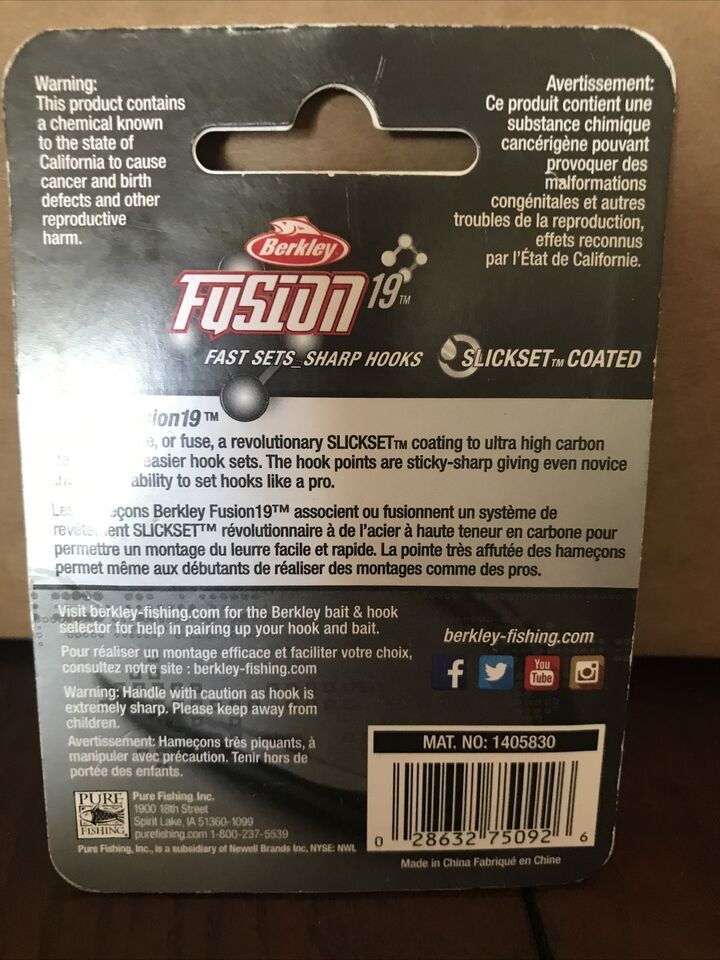 Warning:
This product contains
a chemical known
to the state of
California to cause
cancer and birth
defects and other
reproductive
harm.
Avertissement:
Ce produit contient une
substance chimique
cancérigène pouvant
provoquer des
malformations
congénitales et autres
troubles de la reproduction,
effets reconnus
par l'État de Californie.
Berkley
FUSION 19™
FAST SETS_SHARP HOOKS
SLICKSET™ COATED
ion19™
or fuse, a revolutionary SLICKSET™ coating to ultra high carbon
easier hook sets. The hook points are sticky-sharp giving even novice
ability to set hooks like a pro.
Berkley Fusion19™ associent ou fusionnent un système de
SLICKSET™ révolutionnaire à de l'acier à haute teneur en carbone pour
permettre un montage du leurre facile et rapide. La pointe très affutée des hameçons
permet même aux débutants de réaliser des montages comme des pros.
Visit berkley-fishing.com for the Berkley bait & hook
selector for help in pairing up your hook and bait.
Pour réaliser un montage efficace et faciliter votre choix,
consultez notre site : berkley-fishing.com
Warning: Handle with caution as hook is
extremely sharp. Please keep away from
children.
Avertissement: Hameçons très piquants, à
manipuler avec précaution. Tenir hors de
portée des enfants.
berkley-fishing.com
f
You
Tube
MAT. NO: 1405830
0 28632 75092 6
Made in China Fabriqué en Chine
PURE
FISHING
Pure Fishing, Inc.
1900 18th Street
Spirit Lake, IA 51360-1099
purefishing.com 1-800-237-5539
Pure Fishing, Inc., is a subsidiary of Newell Brands Inc. NYSE: NWL